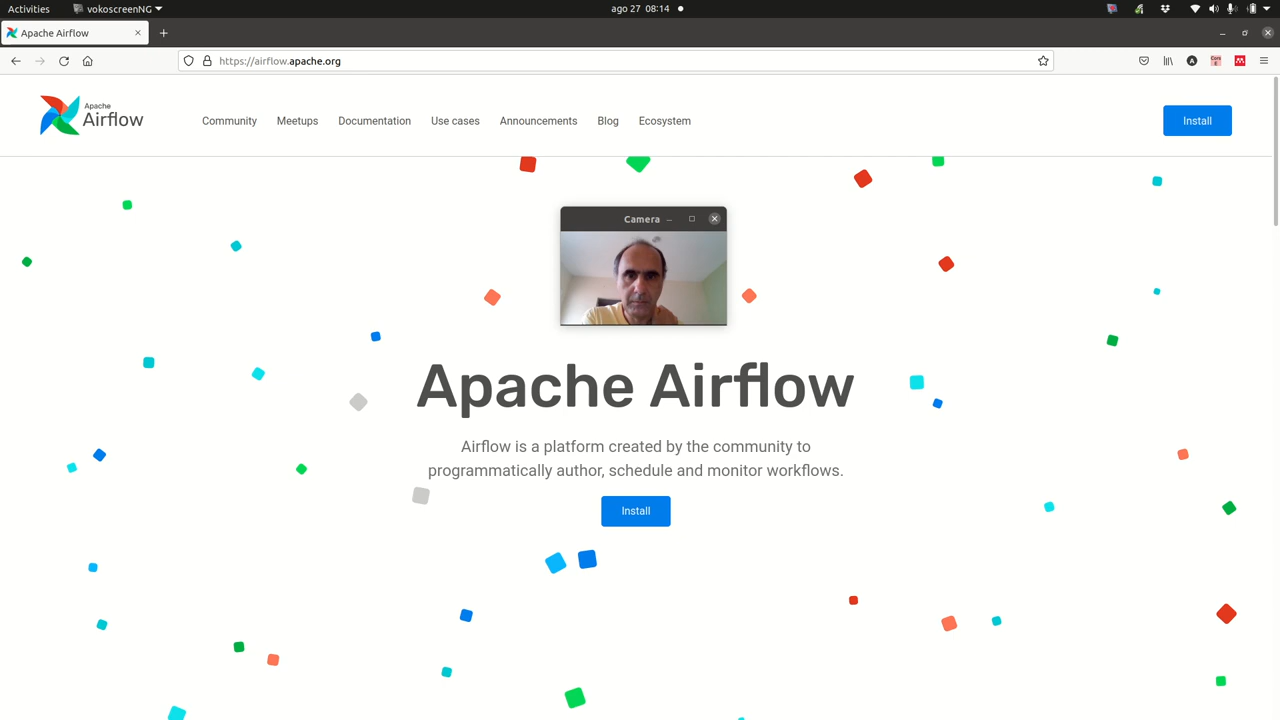 Activities
vokoscreenNG
ago 27 08:14
Apache Airflow
https://airflow.apache.org
Apache
Airflow
Community
Meetups
Documentation
Use cases
Announcements
Blog
Ecosystem
Install
Camera
Apache Airflow
Airflow is a platform created by the community to
programmatically author, schedule and monitor workflows.
Install